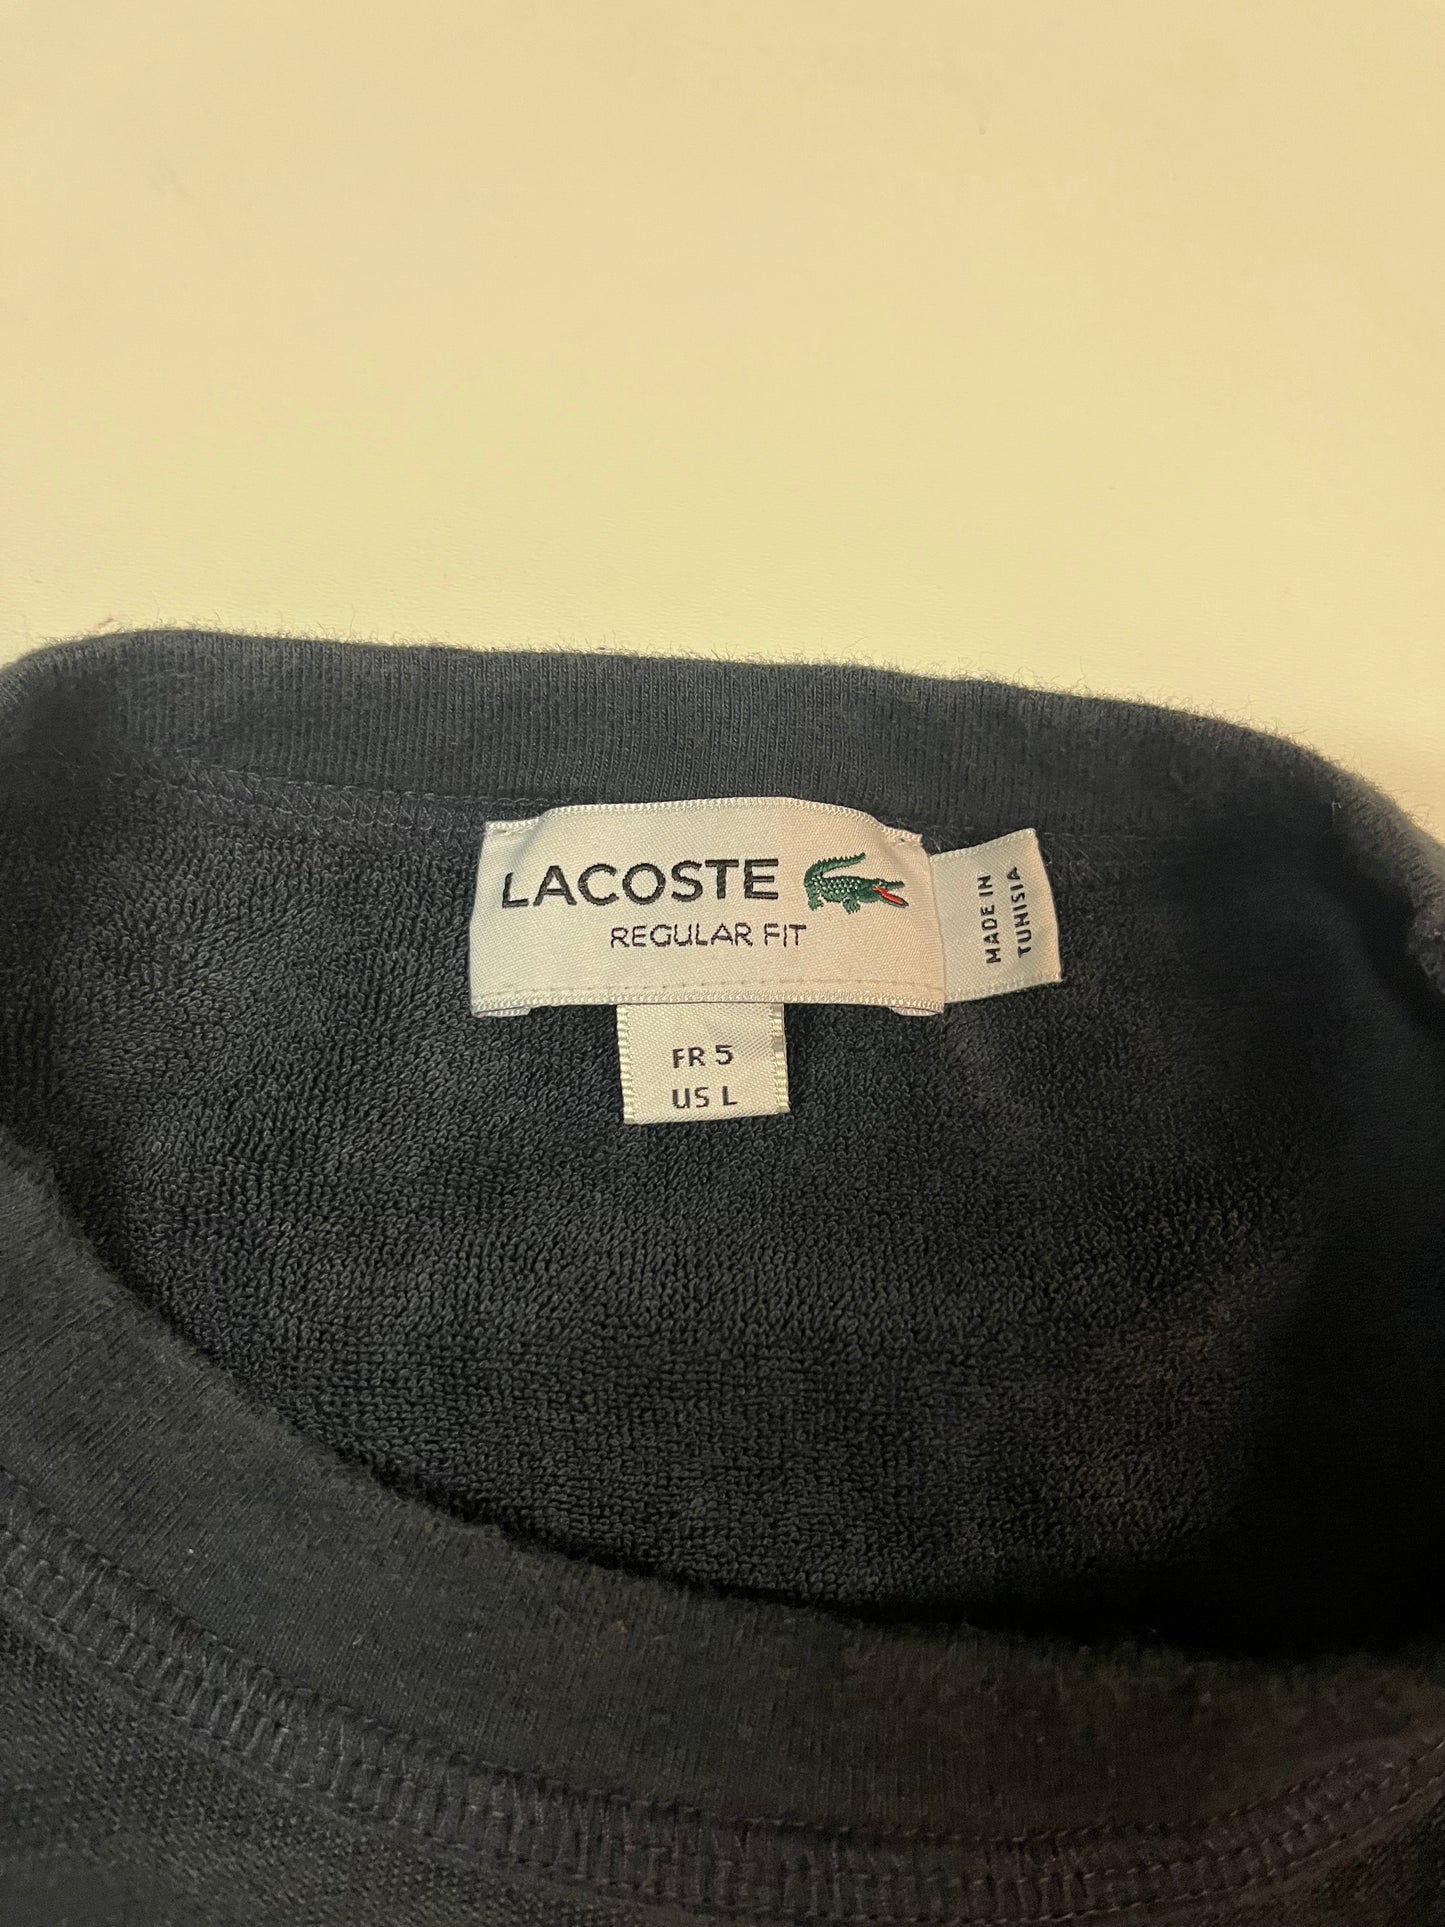 LACOSTE
REGULAR FIT
MADE IN
TUNISIA
FR 5
US L